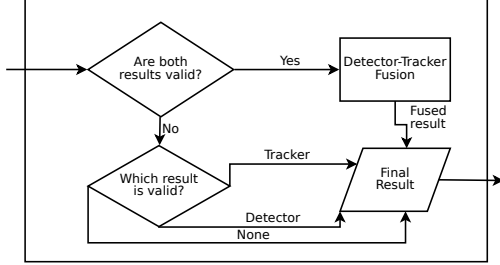 Are both
results valid?
Yes
Detector-Tracker
Fusion
Fused
result
No
Which result
is valid?
Tracker
Final
Result
Detector
None